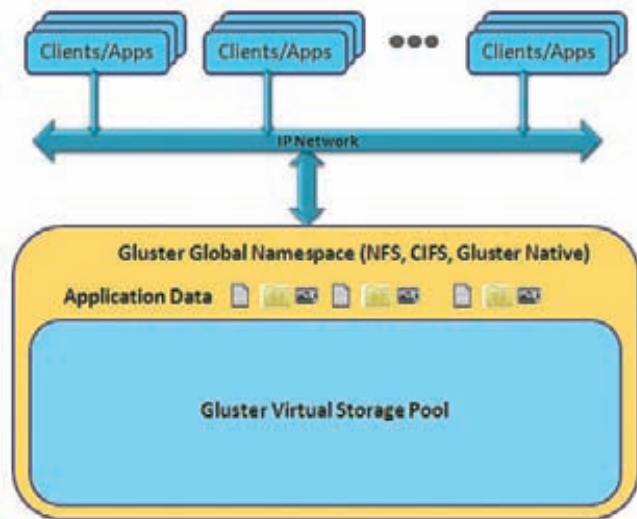 Clients/Apps
Clients/Apps
Clients/Apps
IP Network
Gluster Global Namespace (NFS, CIFS, Gluster Native)
Application Data
Gluster Virtual Storage Pool